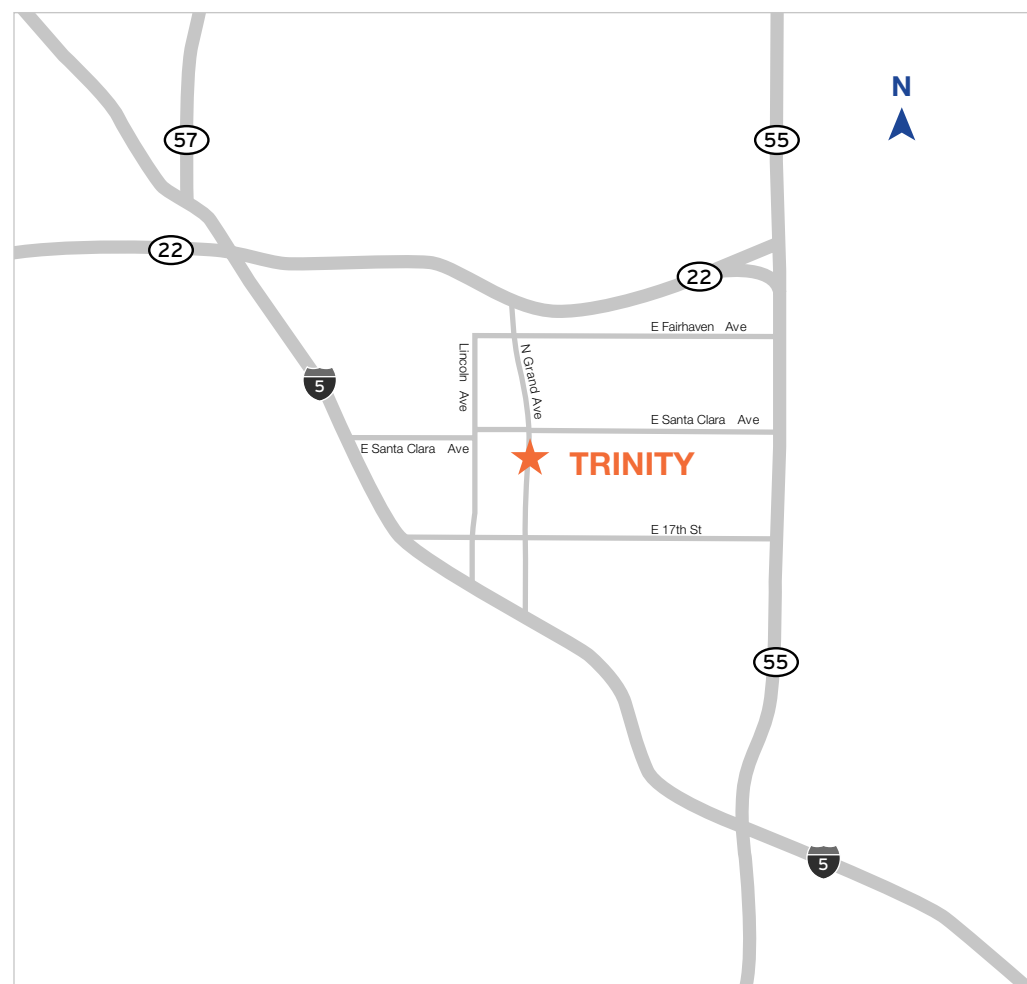 N
57
55
22
22
E Fairhaven Ave
Lincoln Ave
N Grand Ave
5
E Santa Clara Ave
E Santa Clara Ave
TRINITY
E 17th St
55
5